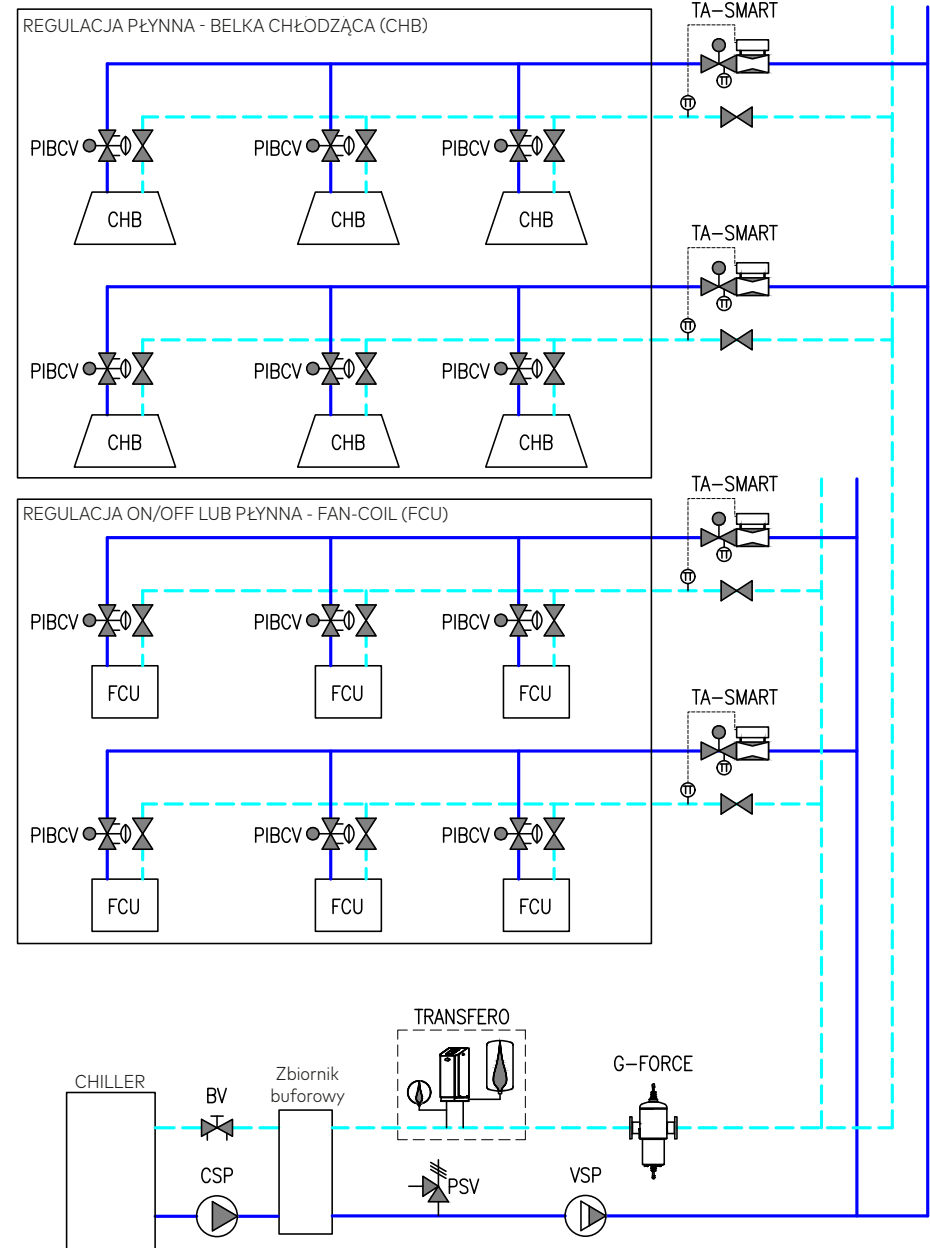 REGULACJA PŁYNNA - BELKA CHŁODZĄCA (CHB)
TA-SMART
PIBCV
PIBCV
PIBCV
CHB
CHB
CHB
TA-SMART
PIBCV
PIBCV
PIBCV
CHB
CHB
CHB
TA-SMART
REGULACJA ON/OFF LUB PŁYNNA - FAN-COIL (FCU)
PIBCV
PIBCV
PIBCV
FCU
FCU
FCU
TA-SMART
PIBCV
PIBCV
PIBCV
FCU
FCU
FCU
TRANSFERO
G-FORCE
CHILLER
BV
Zbiornik
buforowy
CSP
PSV
VSP